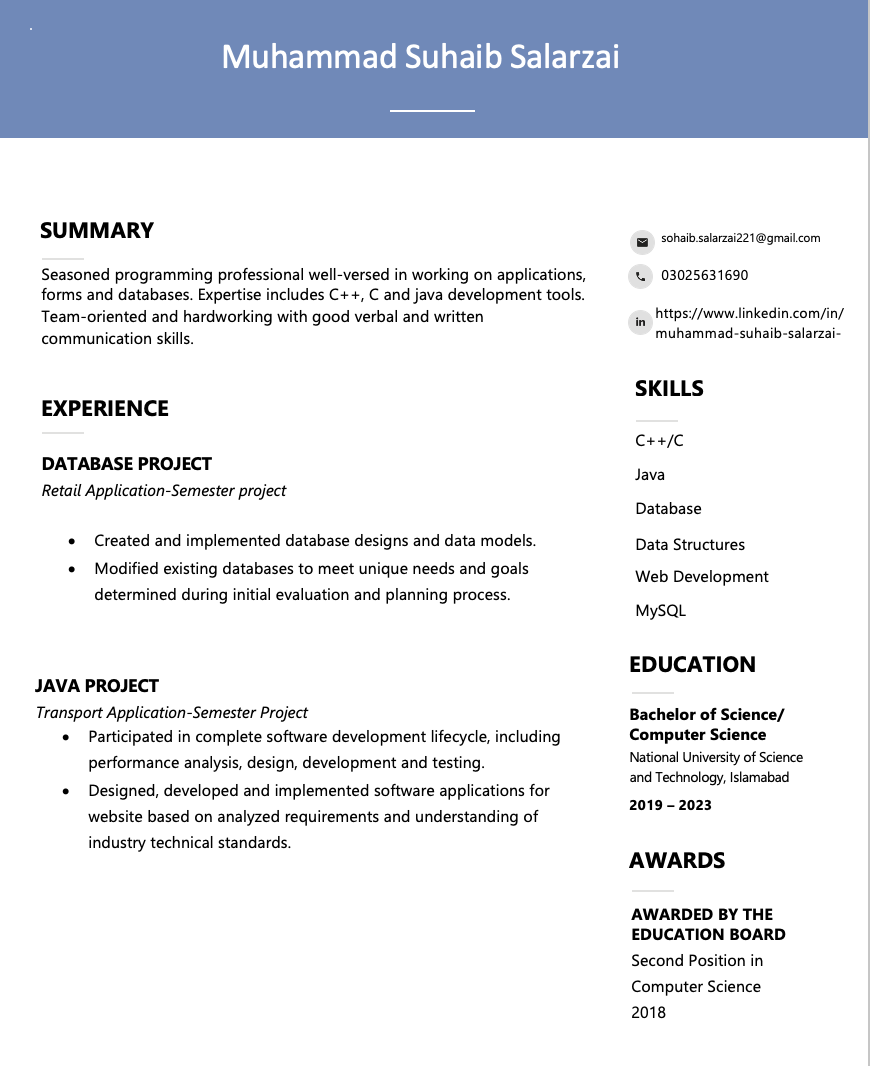 Muhammad Suhaib Salarzai
SUMMARY
Seasoned programming professional well-versed in working on applications,
forms and databases. Expertise includes C++, C and java development tools.
Team-oriented and hardworking with good verbal and written
communication skills.
EXPERIENCE
DATABASE PROJECT
Retail Application-Semester project
• Created and implemented database designs and data models.
• Modified existing databases to meet unique needs and goals
determined during initial evaluation and planning process.
JAVA PROJECT
Transport Application-Semester Project
• Participated in complete software development lifecycle, including
performance analysis, design, development and testing.
• Designed, developed and implemented software applications for
website based on analyzed requirements and understanding of
industry technical standards.
sohaib.salarzai221@gmail.com
03025631690
in
https://www.linkedin.com/in/
muhammad-suhaib-salarzai-
SKILLS
C++/C
Java
Database
Data Structures
Web Development
MySQL
EDUCATION
Bachelor of Science/
Computer Science
National University of Science
and Technology, Islamabad
2019 – 2023
AWARDS
AWARDED BY THE
EDUCATION BOARD
Second Position in
Computer Science
2018